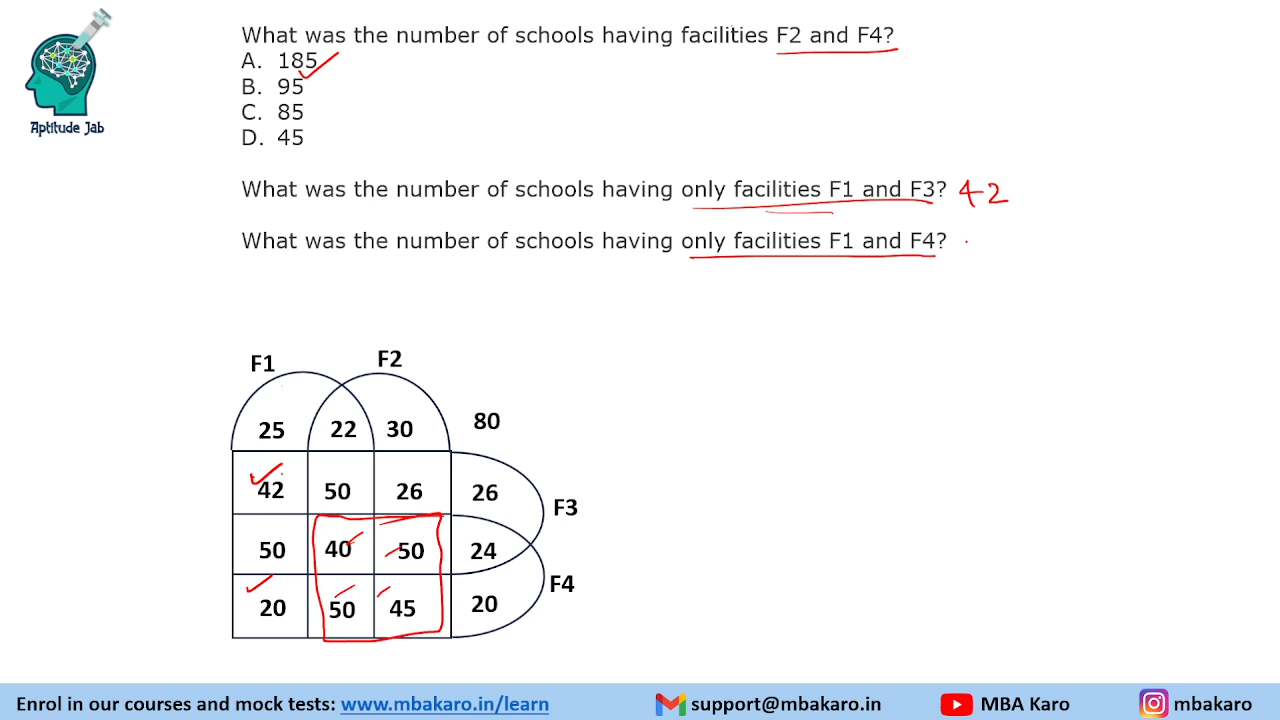 What was the number of schools having facilities F2 and F4?
A. 185
B. 95
C. 85
D. 45
Aptitude Jab
What was the number of schools having only facilities F1 and F3? 42
What was the number of schools having only facilities F1 and F4?
F1 F2
25 22 30 80
42 50 26 26 F3
50 40 50 24 F4
20 50 45 20
Enrol in our courses and mock tests: www.mbakaro.in/learn support@mbakaro.in MBA Karo mbakaro